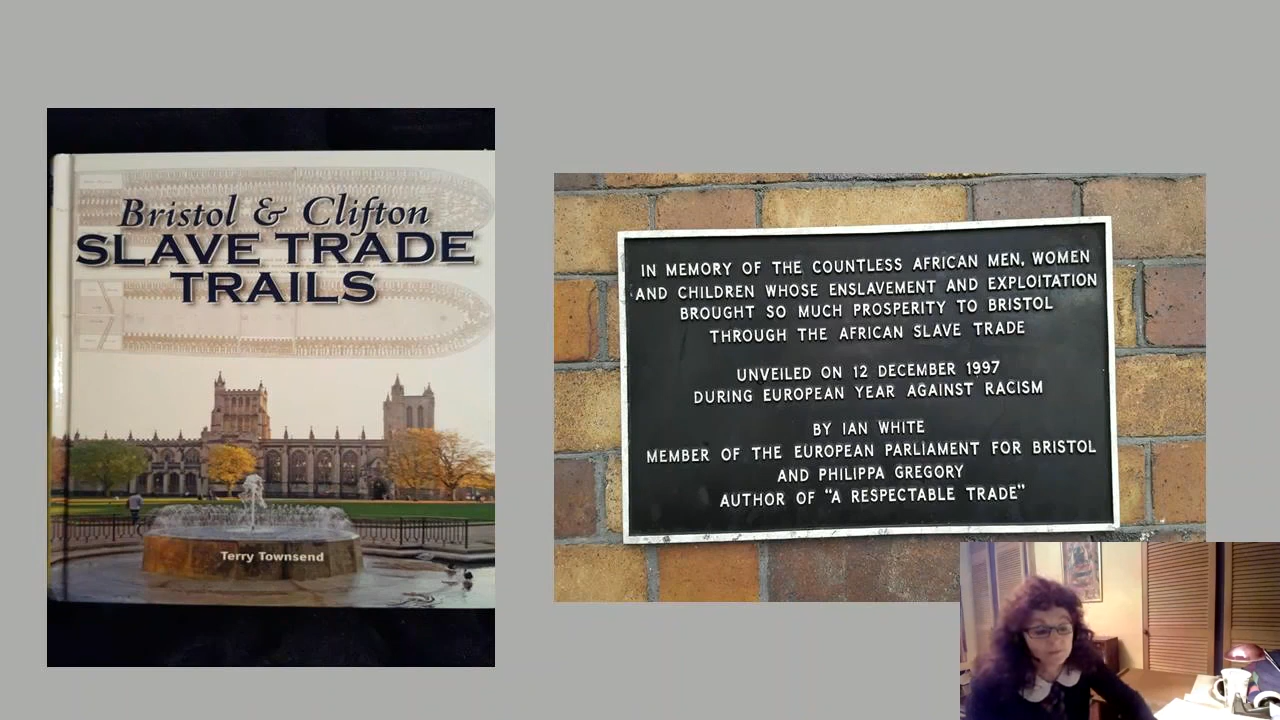 Bristol & Clifton
SLAVE TRADE
TRAILS
Terry Townsend
IN MEMORY OF THE COUNTLESS AFRICAN MEN, WOMEN
AND CHILDREN WHOSE ENSLAVEMENT AND EXPLOITATION
BROUGHT SO MUCH PROSPERITY TO BRISTOL
THROUGH THE AFRICAN SLAVE TRADE
UNVEILED ON 12 DECEMBER 1997
DURING EUROPEAN YEAR AGAINST RACISM
BY IAN WHITE
MEMBER OF THE EUROPEAN PARLIAMENT FOR BRISTOL
AND PHILIPPA GREGORY
AUTHOR OF "A RESPECTABLE TRADE"